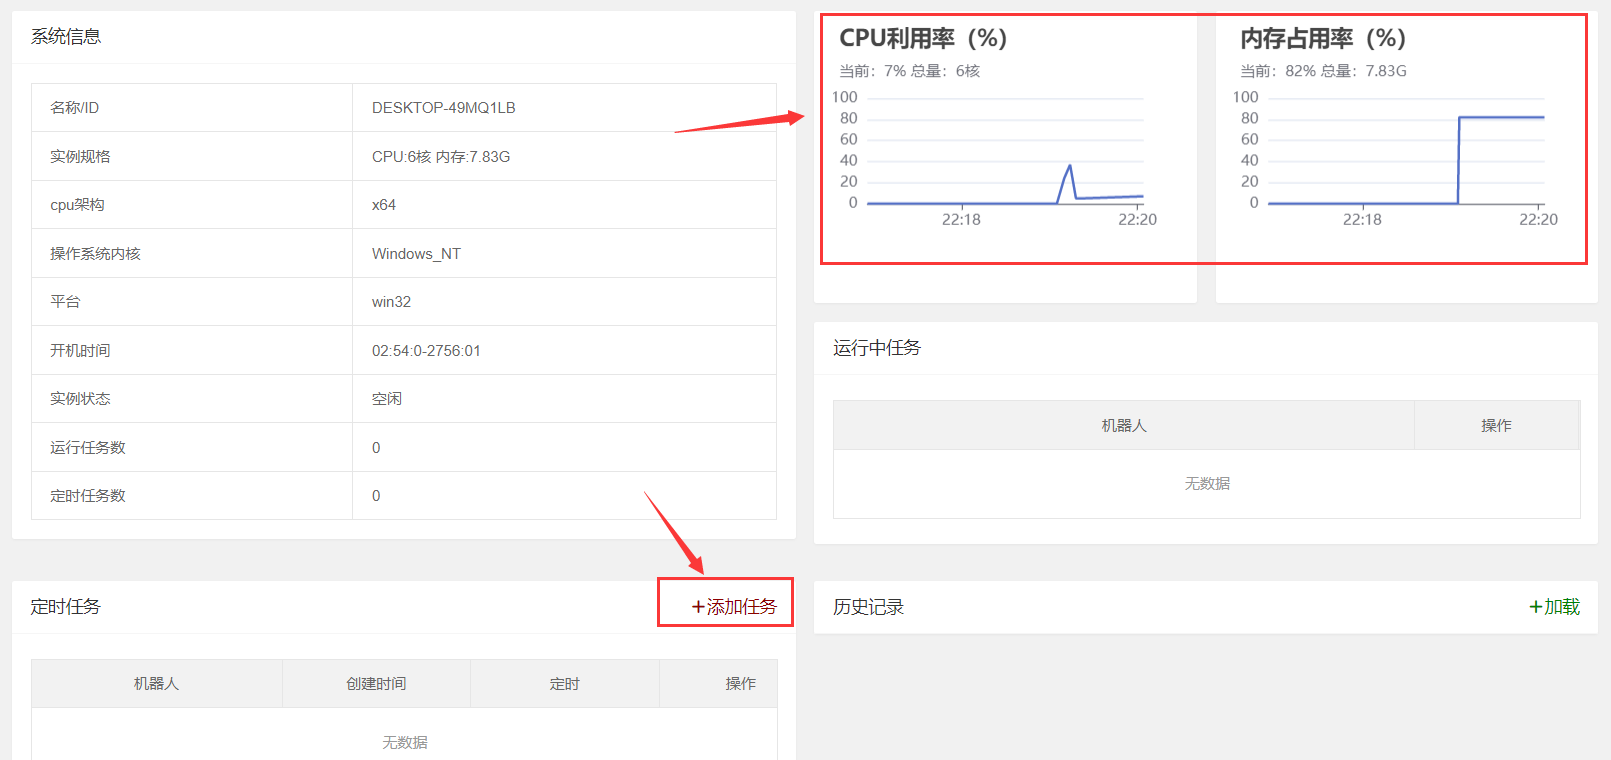 系统信息
名称/ID DESKTOP-49MQ1LB
实例规格 CPU:6核 内存:7.83G
cpu架构 x64
操作系统内核 Windows_NT
平台 win32
开机时间 02:54:0-2756:01
实例状态 空闲
运行任务数 0
定时任务数 0
CPU利用率（%）
当前：7% 总量：6核
100
80
60
40
20
0
22:18 22:20
内存占用率（%）
当前：82% 总量：7.83G
100
80
60
40
20
0
22:18 22:20
运行中任务
机器人 操作
无数据
定时任务 +添加任务
机器人 创建时间 定时 操作
无数据
历史记录 +加载